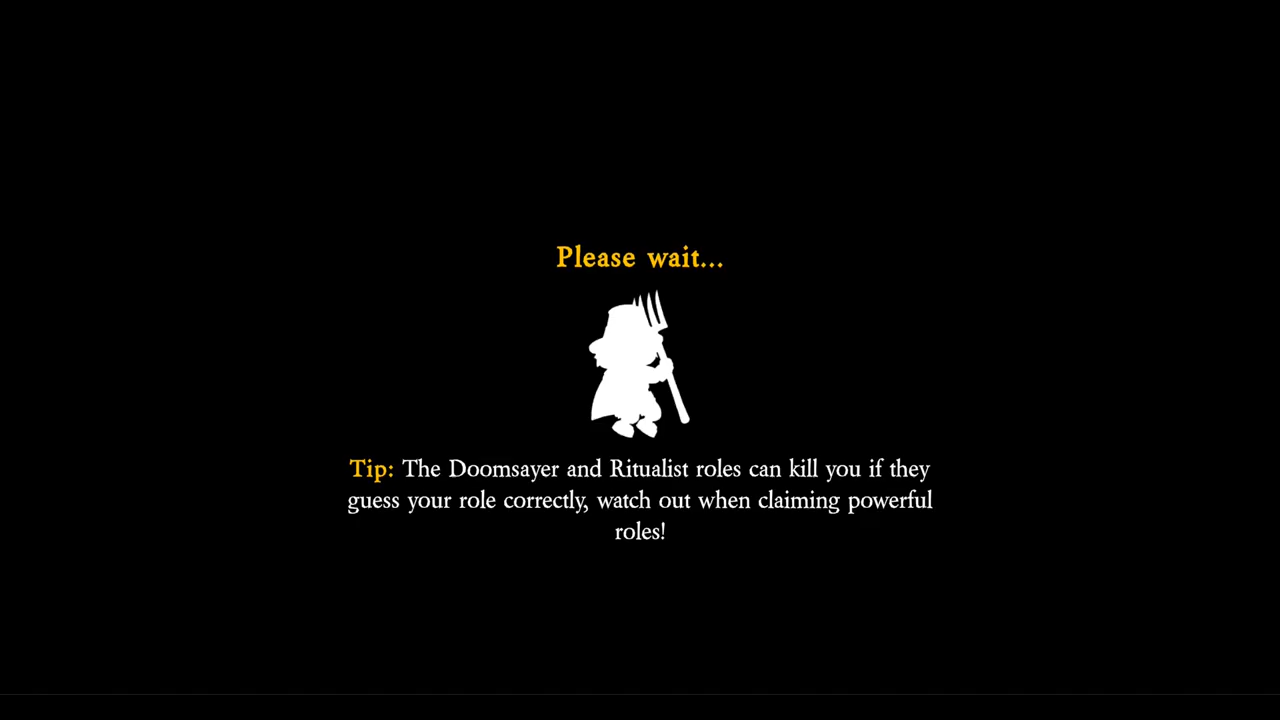 Please wait...
Tip: The Doomsayer and Ritualist roles can kill you if they
guess your role correctly, watch out when claiming powerful
roles!